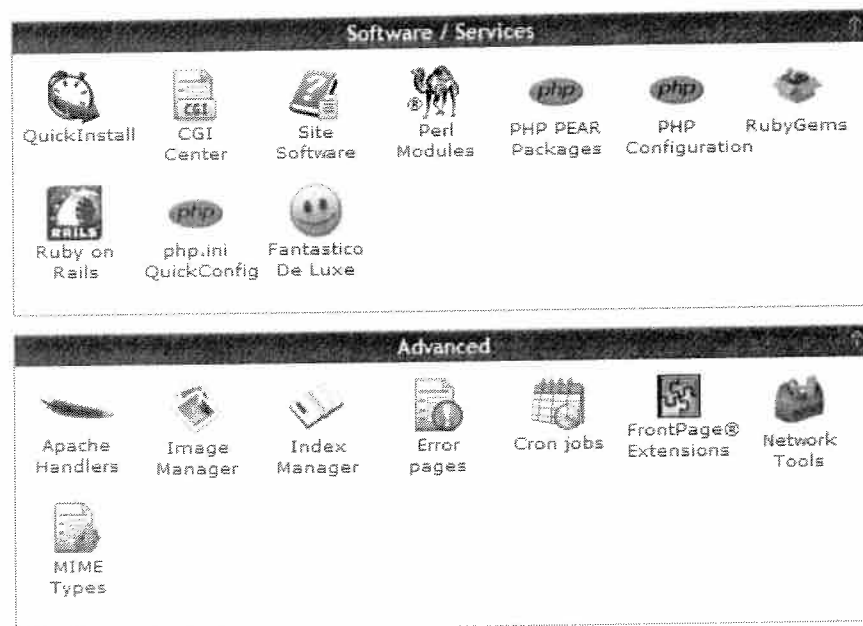 Software / Services
QuickInstall
CGI
CGI
Center
?
Site
Software
®
Perl
Modules
php
PHP PEAR
Packages
php
PHP
Configuration
RubyGems
RAILS
Ruby on
Rails
php
php.ini
QuickConfig
Fantastico
De Luxe
Advanced
Apache
Handlers
Image
Manager
Index
Manager
Error
pages
Cron jobs
FrontPage®
Extensions
Network
Tools
MIME
Types